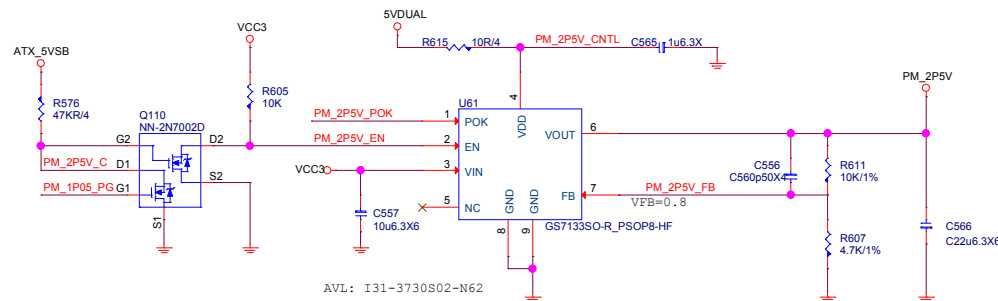 5VDUAL
ATX_5VSB
VCC3
R615
10R/4
PM_2P5V_CNTL
C565
1u6.3X
PM_2P5V
R576
47KR/4
R605
10K
Q110
NN-2N7002D
U61
4
VDD
PM_2P5V_POK
1
POK
VOUT
6
G2
D2
PM_2P5V_EN
2
EN
PM_2P5V_C
D1
S2
VCC3
3
VIN
C556
C560p50X4
R611
10K/1%
PM_1P05_PG
G1
FB
7
PM_2P5V_FB
VFB=0.8
S1
C557
10u6.3X6
5
NC
GND
GND
GS7133SO-R_PSOP8-HF
8
9
R607
4.7K/1%
C566
C22u6.3X6
AVL: I31-3730S02-N62